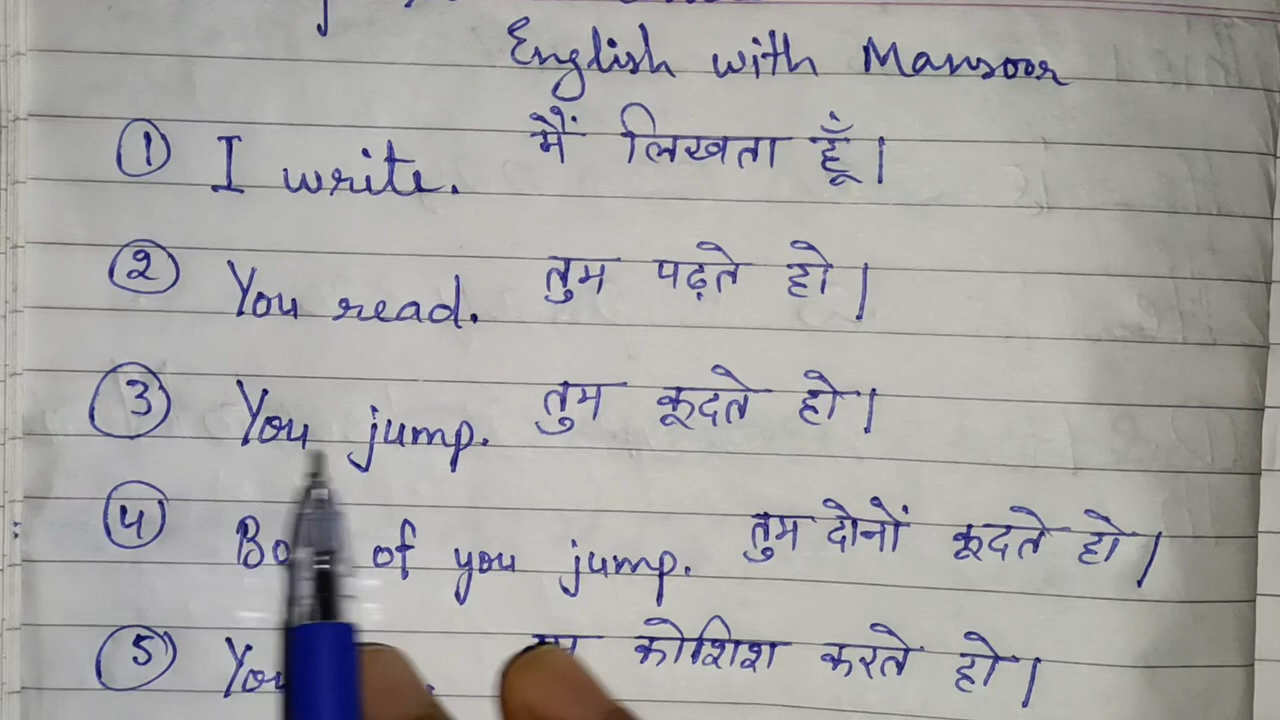 English with Mansoor
① I write. मैं लिखता हूँ।
② You read. तुम पढ़ते हो।
③ You jump. तुम कूदते हो।
④ of you jump. तुम दोनों कूदते हो।
⑤ कोशिश करते हो।